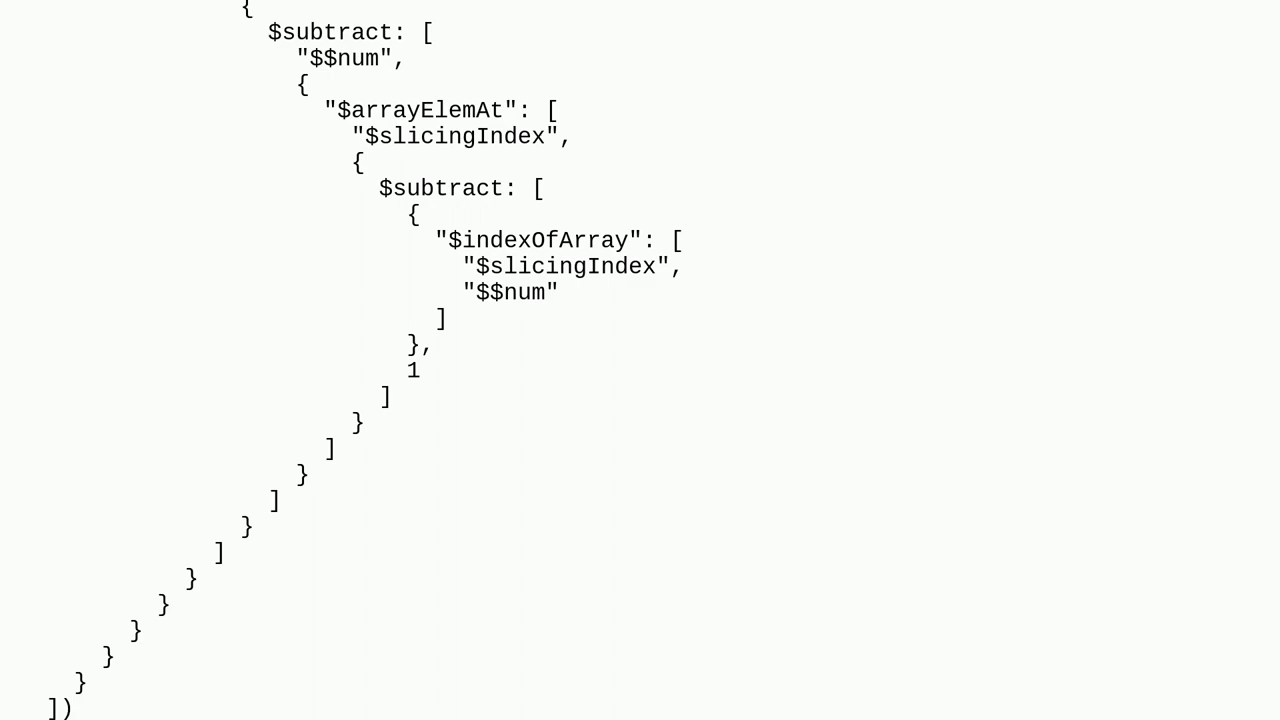 {
$subtract: [
"$$num",
{
"$arrayElemAt": [
"$slicingIndex",
{
$subtract: [
{
"$indexOfArray": [
"$slicingIndex",
"$$num"
]
},
1
]
}
]
}
]
}
]
}
}
}
}
}
])